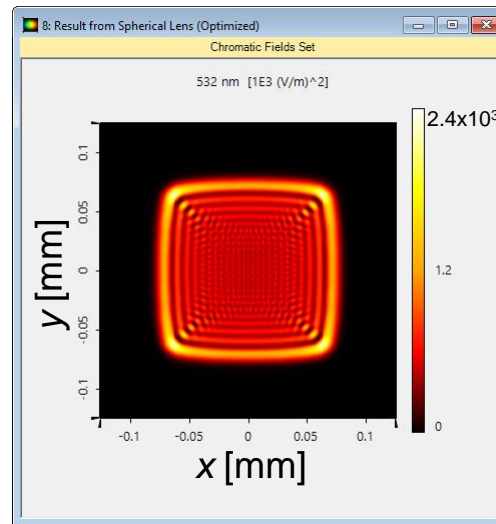 8: Result from Spherical Lens (Optimized)
Chromatic Fields Set
532 nm [1E3 (V/m)^2]
2.4x10³
1.2
0
0.1
0.05
0
-0.05
-0.1
y [mm]
-0.1 -0.05 0 0.05 0.1
x [mm]